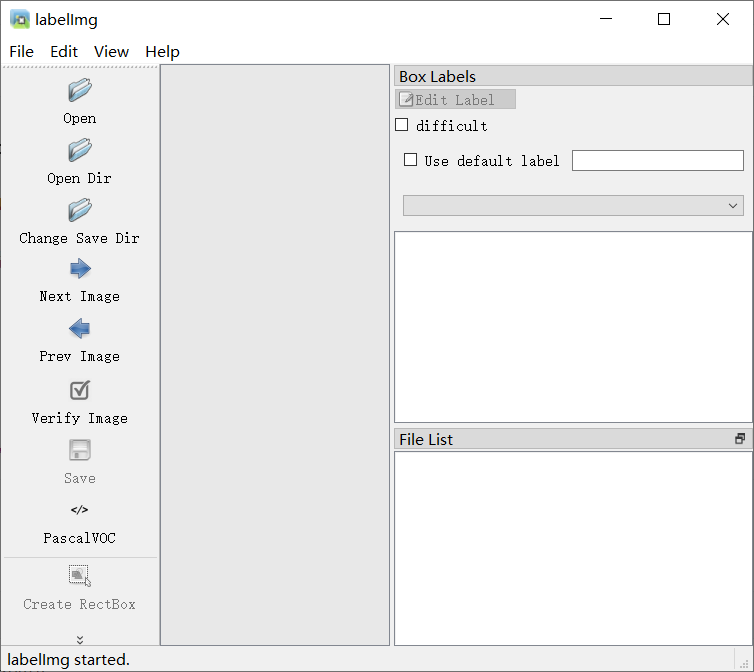 labelImg
File Edit View Help
Open
Open Dir
Change Save Dir
Next Image
Prev Image
Verify Image
Save
</>
PascalVOC
Create RectBox
Box Labels
Edit Label
difficult
Use default label
File List
labelImg started.